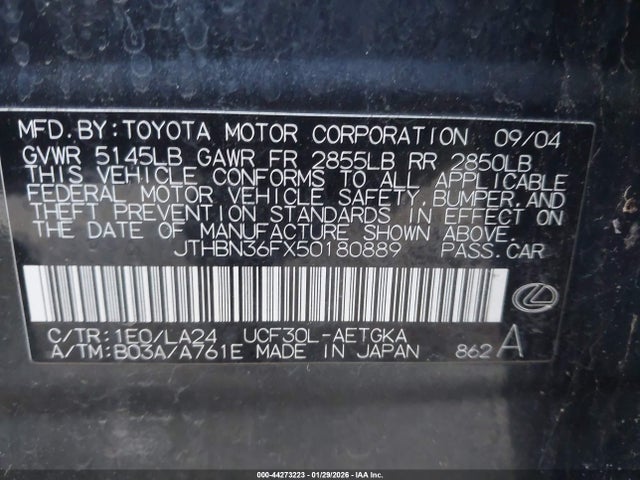 MFD.BY:TOYOTA MOTOR CORPORATION 09/04
GVWR 5145LB GAWR FR 2855LB RR 2850LB
THIS VEHICLE CONFORMS TO ALL APPLICABLE
FEDERAL MOTOR VEHICLE SAFETY,BUMPER,AND
THEFT PREVENTION STANDARDS IN EFFECT ON
THE DATE OF MANUFACTURE SHOWN ABOVE.
JTHBN36FX50180889 PASS.CAR
C/TR:1E0/LA24 UCF30L-AETGKA
A/TM:B03A/A761E MADE IN JAPAN 862 A
000-44273223 - 01/29/2026 - IAA Inc.